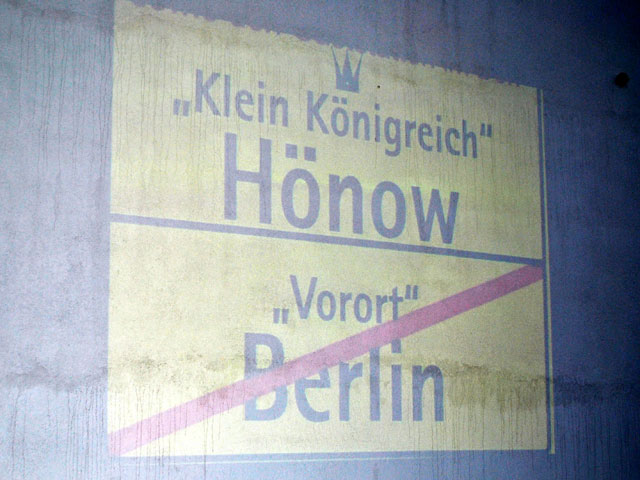 „Klein Königreich“
Hönow
„Vorort“
Berlin